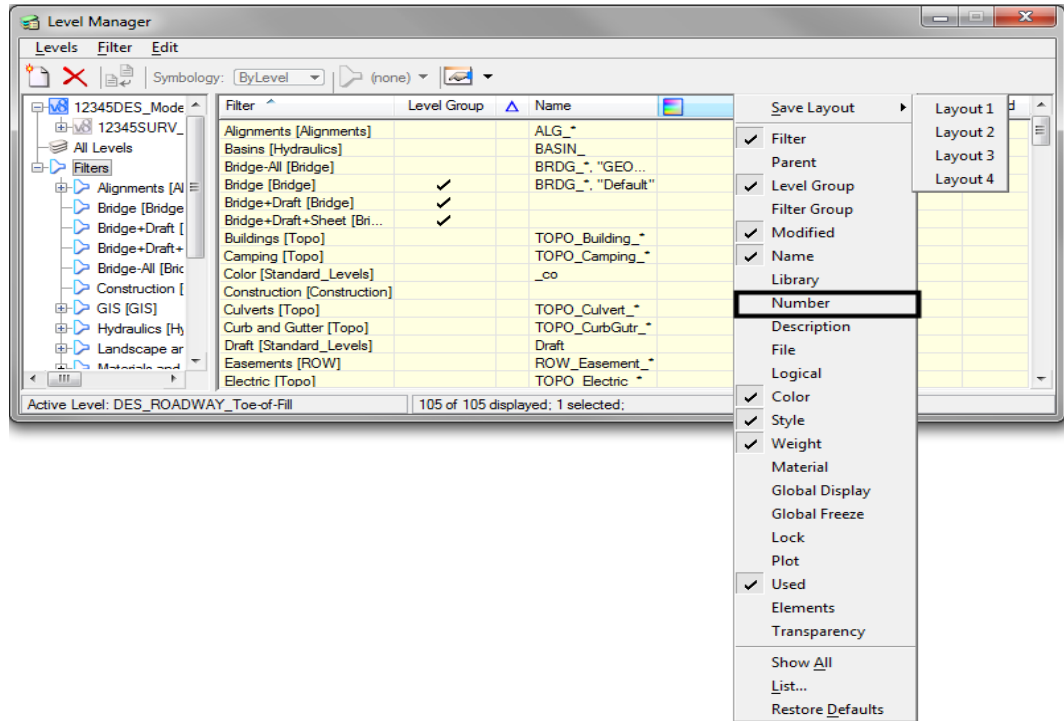 Level Manager
Levels Filter Edit
Symbology: ByLevel (none)
12345DES_Mode
12345SURV_
All Levels
Filters
Alignments [Al
Bridge [Bridge
Bridge+Draft [
Bridge+Draft+
Bridge-All [Bric
Construction [
GIS [GIS]
Hydraulics [Hy
Landscape ar
Materials and
Filter Level Group Name
Alignments [Alignments] ALG_*
Basins [Hydraulics] BASIN_
Bridge-All [Bridge] BRDG_*, "GEO...
Bridge [Bridge] BRDG_*, "Default"
Bridge+Draft [Bridge]
Bridge+Draft+Sheet [Bri...
Buildings [Topo] TOPO_Building_*
Camping [Topo] TOPO_Camping_*
Color [Standard_Levels] _co
Construction [Construction]
Culverts [Topo] TOPO_Culvert_*
Curb and Gutter [Topo] TOPO_CurbGutr_*
Draft [Standard_Levels] Draft
Easements [ROW] ROW_Easement_*
Electric [Topo] TOPO_Electric_*
Active Level: DES_ROADWAY_Toe-of-Fill 105 of 105 displayed; 1 selected;
Save Layout
Filter
Parent
Level Group
Filter Group
Modified
Name
Library
Number
Description
File
Logical
Color
Style
Weight
Material
Global Display
Global Freeze
Lock
Plot
Used
Elements
Transparency
Show All
List...
Restore Defaults
Layout 1
Layout 2
Layout 3
Layout 4